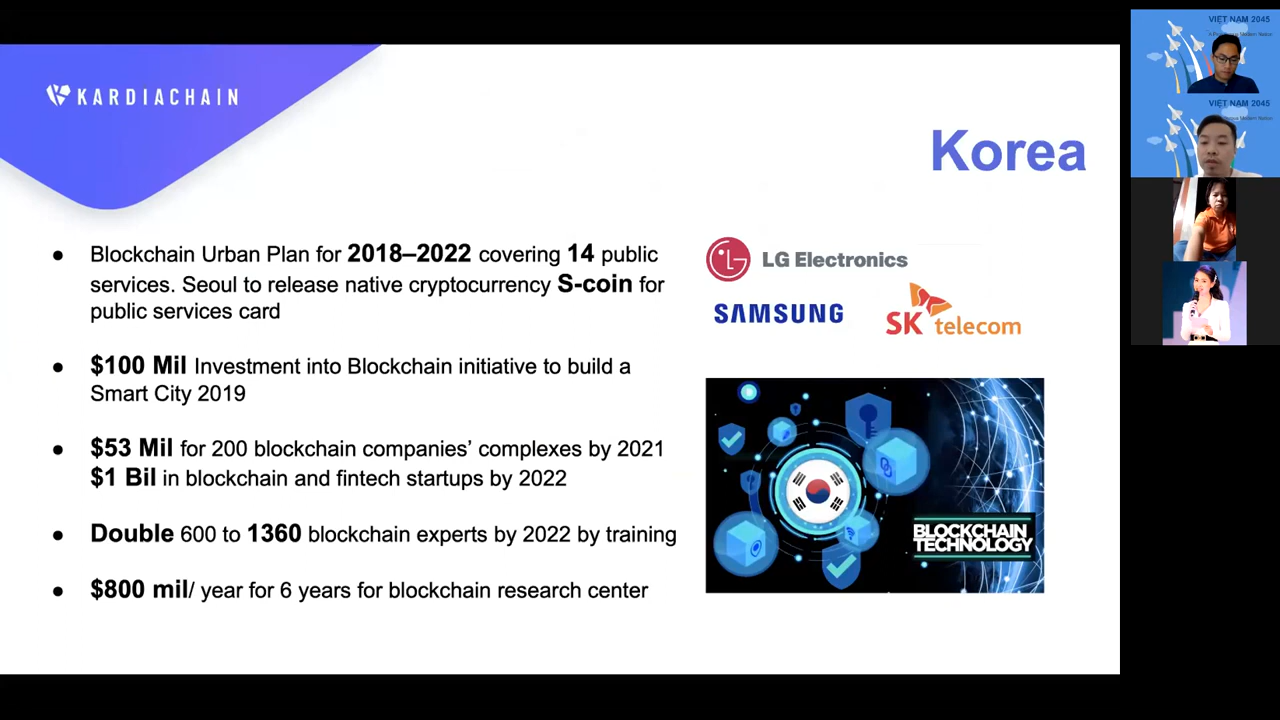 KARDIACHAIN
Korea
● Blockchain Urban Plan for 2018–2022 covering 14 public
services. Seoul to release native cryptocurrency S-coin for
public services card
● $100 Mil Investment into Blockchain initiative to build a
Smart City 2019
● $53 Mil for 200 blockchain companies’ complexes by 2021
$1 Bil in blockchain and fintech startups by 2022
● Double 600 to 1360 blockchain experts by 2022 by training
● $800 mil/ year for 6 years for blockchain research center
LG Electronics
SAMSUNG
SK telecom
BLOCKCHAIN
TECHNOLOGY
VIỆT NAM 2045
VIỆT NAM 2045